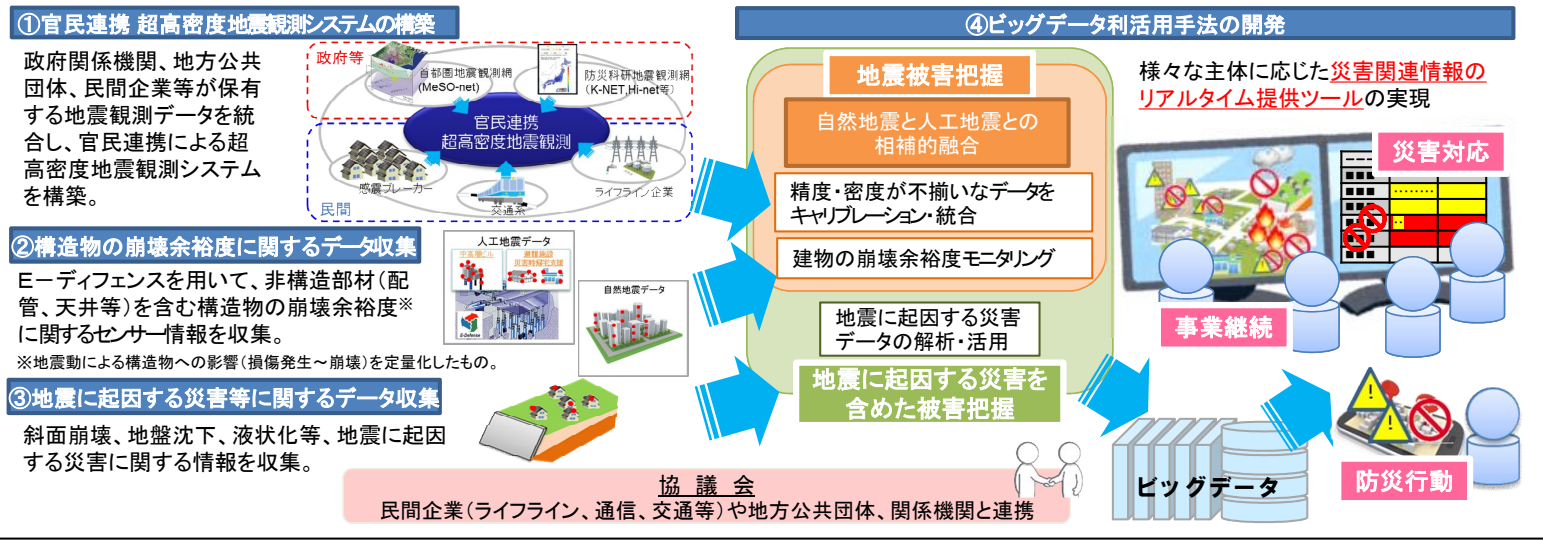 ①官民連携 超高密度地震観測システムの構築
政府関係機関、地方公共
団体、民間企業等が保有
する地震観測データを統
合し、官民連携による超
高密度地震観測システム
を構築。
政府等
首都圏地震観測網
(MeSO-net)
防災科研地震観測網
(K-NET,Hi-net等)
官民連携
超高密度地震観測
感震ブレーカー
交通系
ライフライン企業
民間
②構造物の崩壊余裕度に関するデータ収集
E－ディフェンスを用いて、非構造部材(配
管、天井等)を含む構造物の崩壊余裕度※
に関するセンサー情報を収集。
※地震動による構造物への影響(損傷発生～崩壊)を定量化したもの。
人工地震データ
中高層ビル
避難施設
災害時帰宅支援
E-Defense
自然地震データ
③地震に起因する災害等に関するデータ収集
斜面崩壊、地盤沈下、液状化等、地震に起因
する災害に関する情報を収集。
④ビッグデータ利活用手法の開発
地震被害把握
自然地震と人工地震との
相補的融合
精度・密度が不揃いなデータを
キャリブレーション・統合
建物の崩壊余裕度モニタリング
地震に起因する災害
データの解析・活用
地震に起因する災害を
含めた被害把握
様々な主体に応じた災害関連情報の
リアルタイム提供ツールの実現
災害対応
事業継続
防災行動
ビッグデータ
協 議 会
民間企業(ライフライン、通信、交通等)や地方公共団体、関係機関と連携